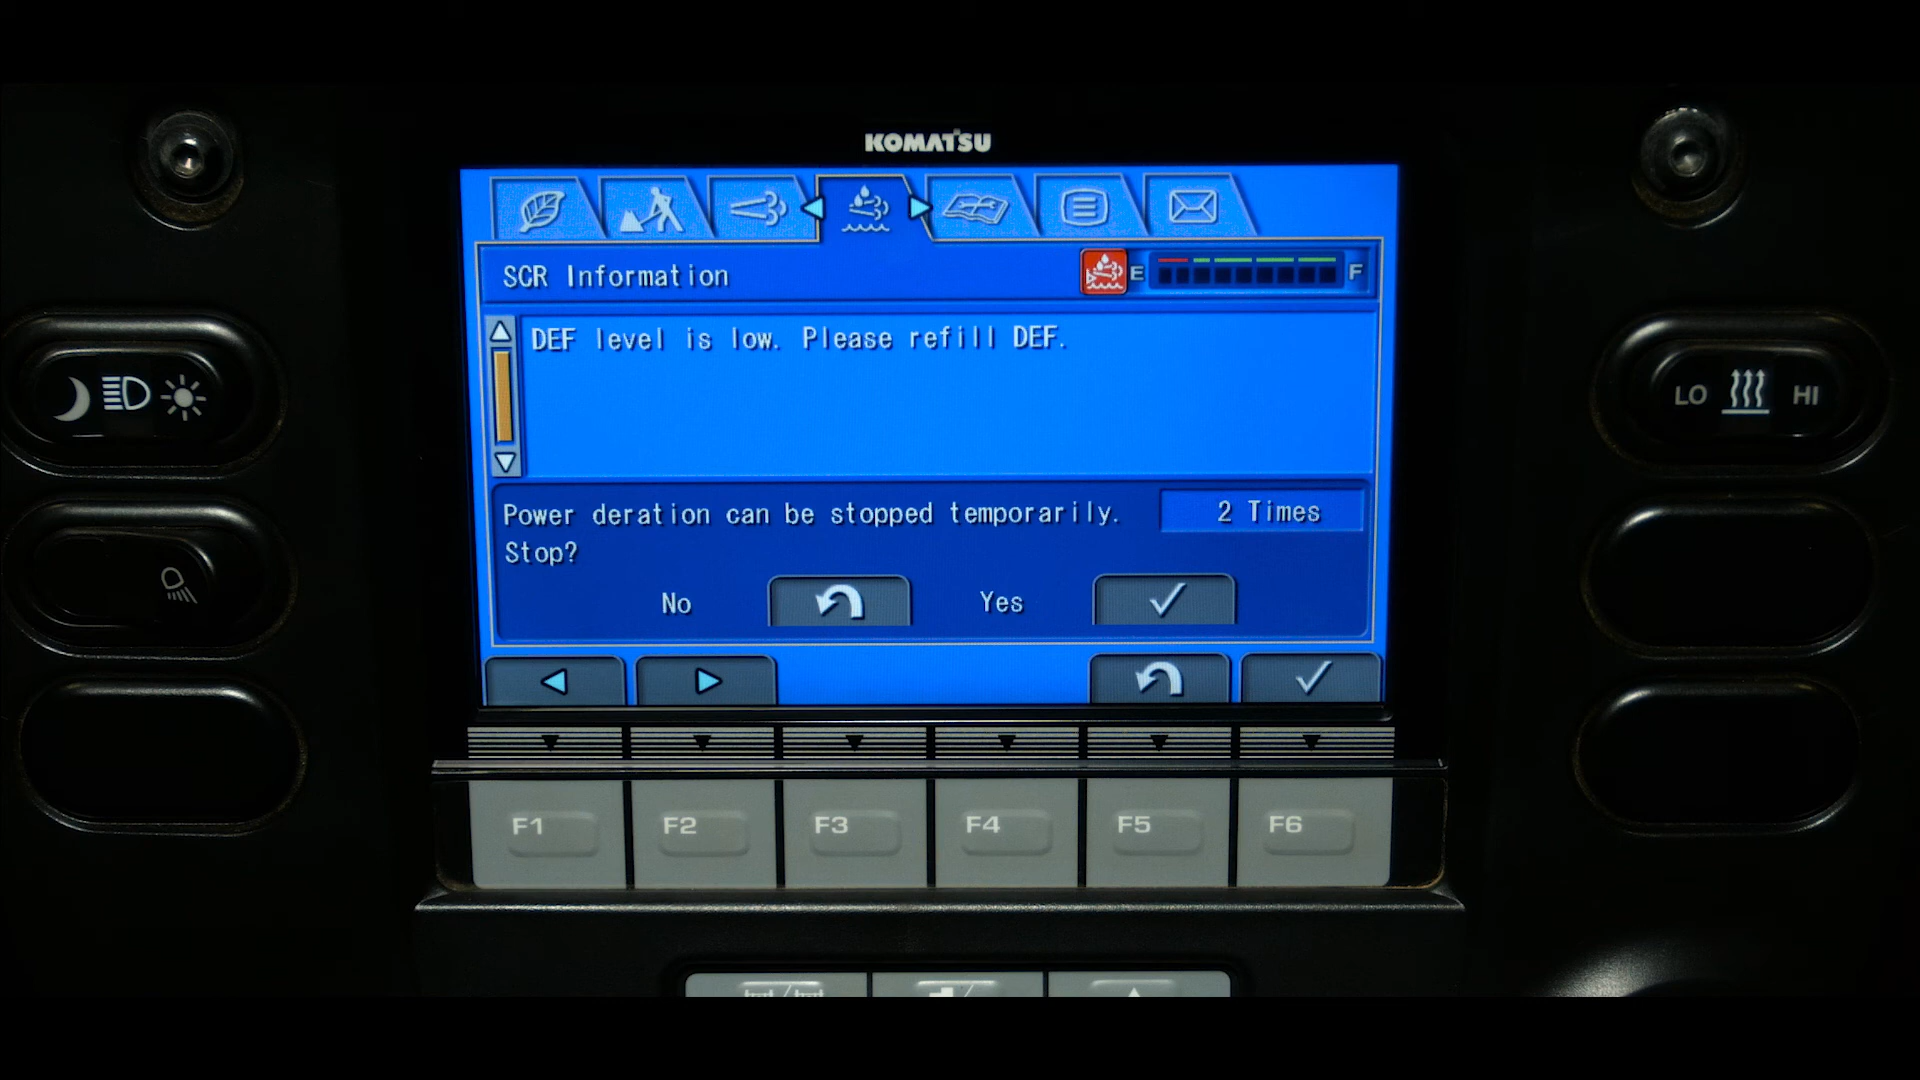 KOMATSU
SCR Information
E
F
DEF level is low. Please refill DEF.
Power deration can be stopped temporarily.
2 Times
Stop?
No
Yes
LO
HI
F1
F2
F3
F4
F5
F6